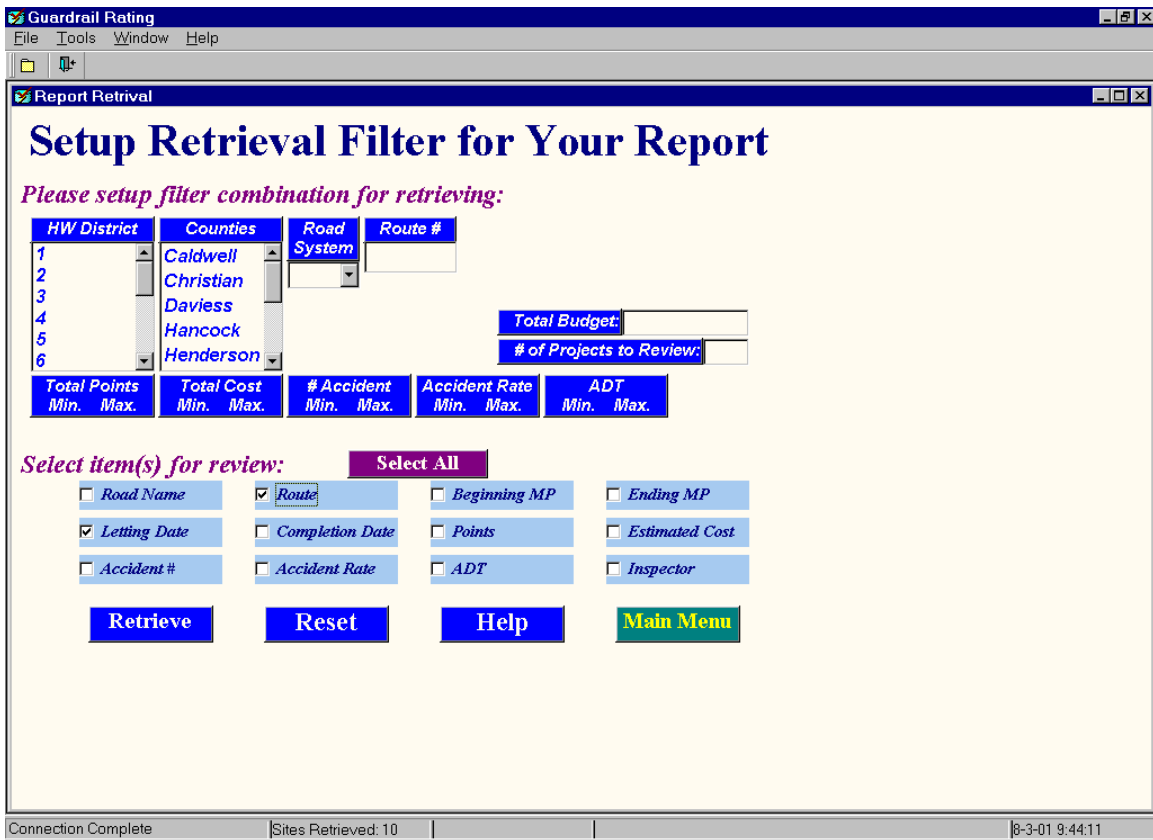 Guardrail Rating
File Tools Window Help
Report Retrival
Setup Retrieval Filter for Your Report
Please setup filter combination for retrieving:
HW District Counties Road System Route #
1
2
3
4
5
6
Caldwell
Christian
Daviess
Hancock
Henderson
Total Budget:
# of Projects to Review:
Total Points Total Cost # Accident Accident Rate ADT
Min. Max. Min. Max. Min. Max. Min. Max. Min. Max.
Select item(s) for review: Select All
Road Name Route Beginning MP Ending MP
Letting Date Completion Date Points Estimated Cost
Accident # Accident Rate ADT Inspector
Retrieve Reset Help Main Menu
Connection Complete Sites Retrieved: 10 8-3-01 9:44:11